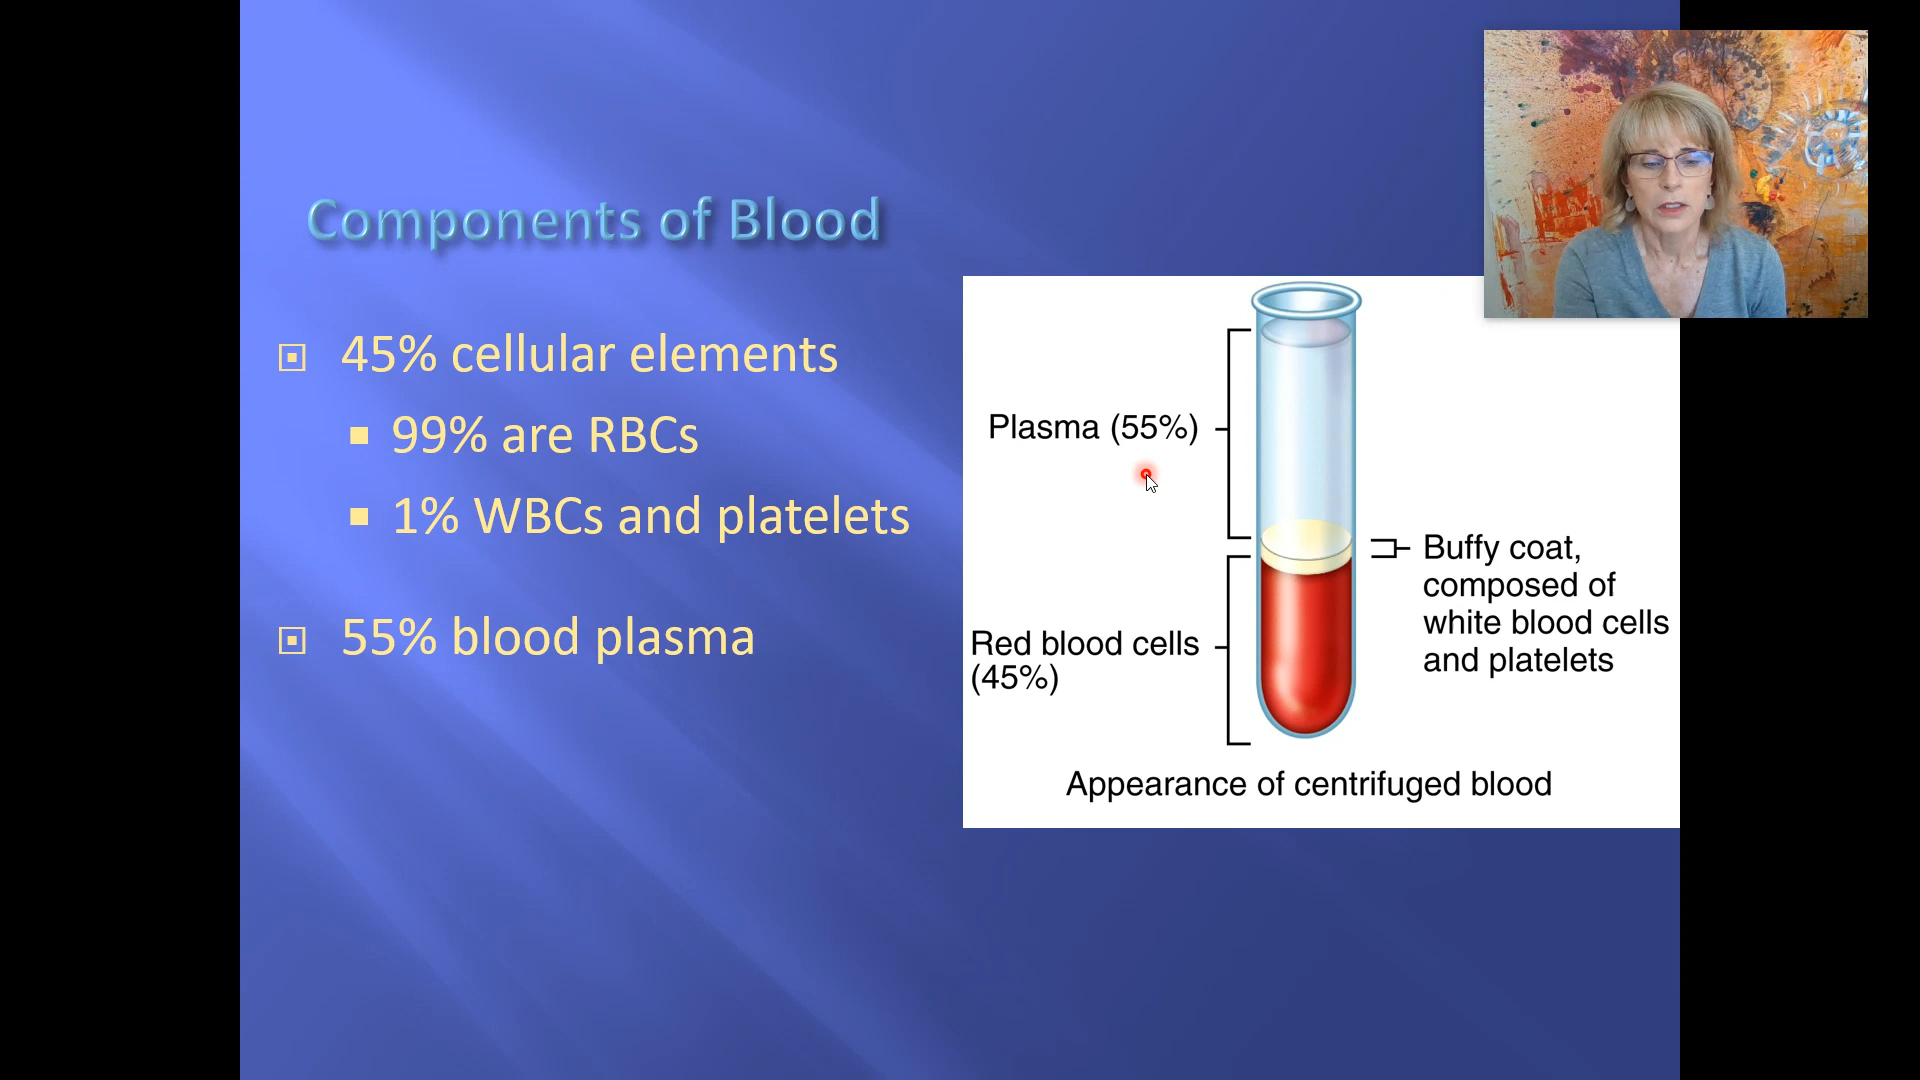 Components of Blood
45% cellular elements
99% are RBCs
1% WBCs and platelets
55% blood plasma
Plasma (55%)
Buffy coat,
composed of
white blood cells
and platelets
Red blood cells
(45%)
Appearance of centrifuged blood